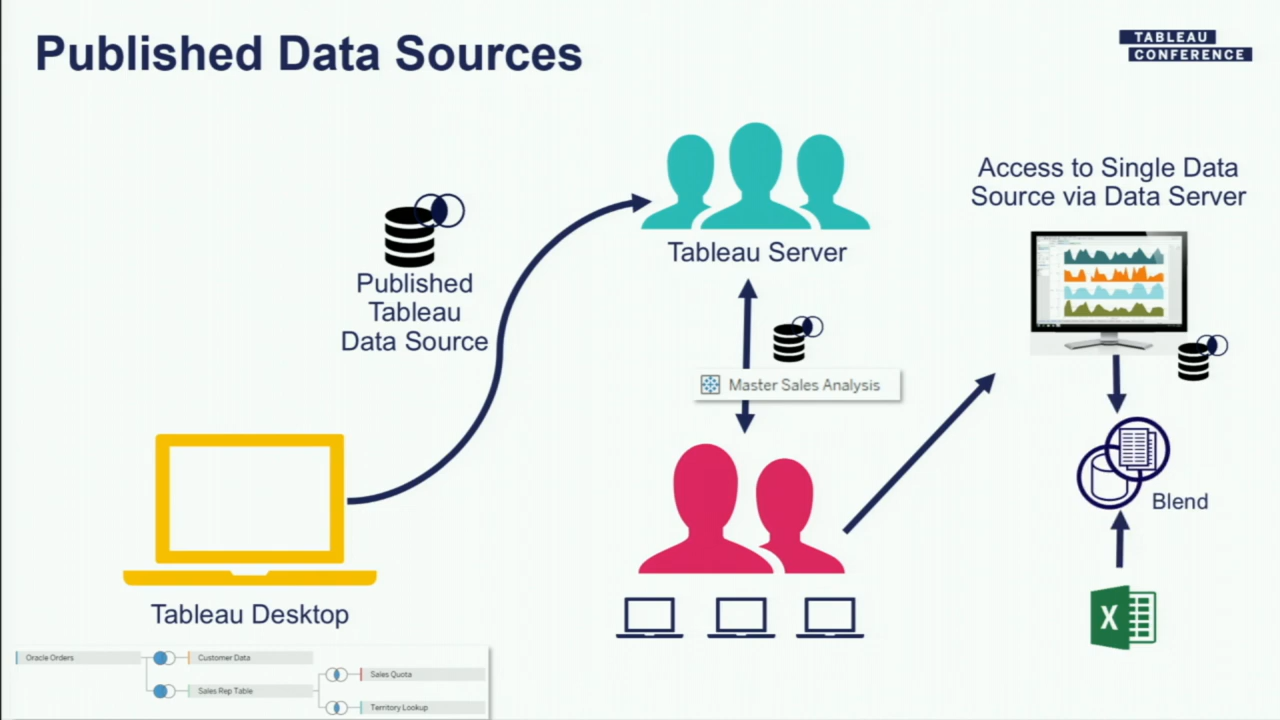 Published Data Sources
TABLEAU
CONFERENCE
Access to Single Data
Source via Data Server
Tableau Server
Published
Tableau
Data Source
Master Sales Analysis
Blend
X
Tableau Desktop
Oracle Orders
Customer Data
Sales Quota
Sales Rep Table
Territory Lookup